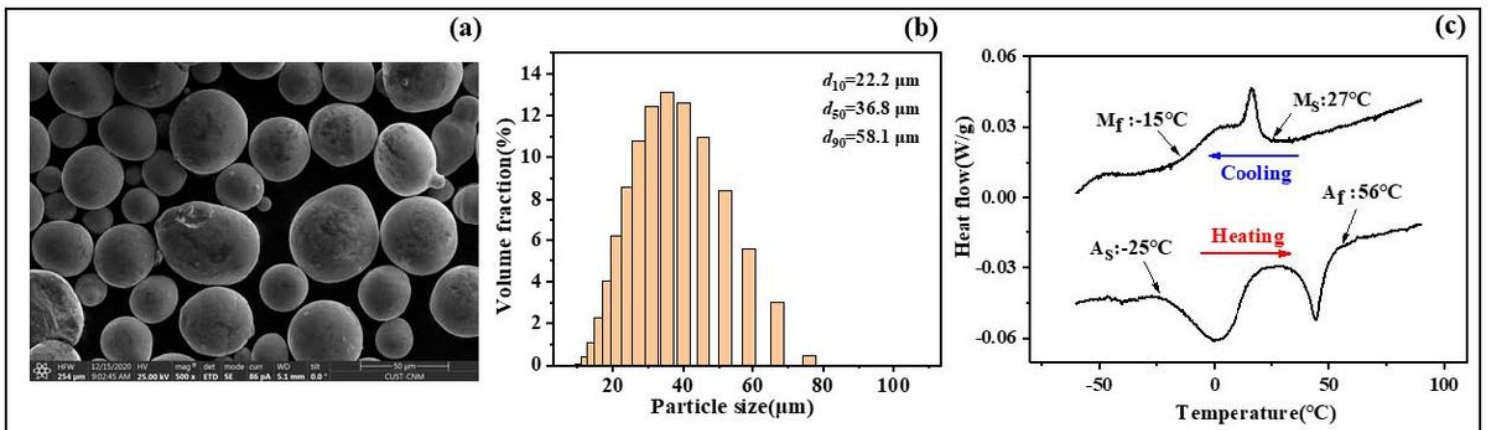 (a)
HFW 12/15/2020 HV mag det mode curr WD tilt 50 µm
254 µm 9:02:45 AM 25.00 kV 500 x ETD SE 86 pA 5.1 mm 0.0 ° CUST-CNM
(b)
d10=22.2 µm
d50=36.8 µm
d90=58.1 µm
Volume fraction(%)
14
12
10
8
6
4
2
0
20 40 60 80 100
Particle size(µm)
(c)
Heat flow(W/g)
0.06
0.03
0.00
-0.03
-0.06
Mf :-15°C
Ms:27°C
Cooling
Af :56°C
Heating
As:-25°C
-50 0 50 100
Temperature(°C)